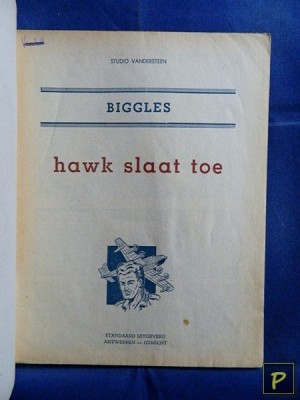 STUDIO VANDERSTEEN
BIGGLES
hawk slaat toe
STANDAARD UITGEVERIJ
ANTWERPEN — UTRECHT
P